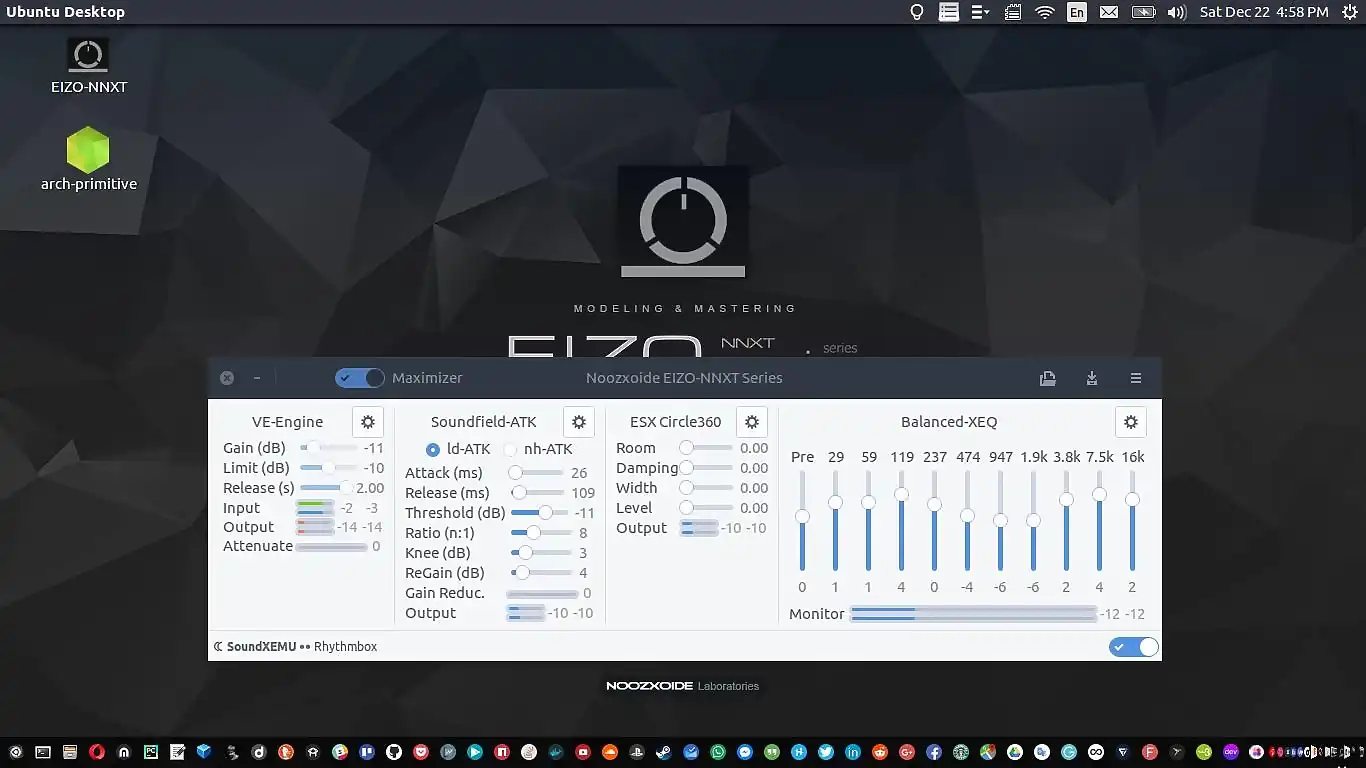 Ubuntu Desktop
En
Sat Dec 22 4:58 PM
EIZO-NNXT
arch-primitive
MODELING & MASTERING
EIZO NNXT . series
Maximizer
Noozxoide EIZO-NNXT Series
VE-Engine
Gain (dB) -11
Limit (dB) -10
Release (s) 2.00
Input -2 -3
Output -14 -14
Attenuate 0
Soundfield-ATK
ld-ATK nh-ATK
Attack (ms) 26
Release (ms) 109
Threshold (dB) -11
Ratio (n:1) 8
Knee (dB) 3
ReGain (dB) 4
Gain Reduc. 0
Output -10 -10
ESX Circle360
Room 0.00
Damping 0.00
Width 0.00
Level 0.00
Output -10 -10
Balanced-XEQ
Pre 29 59 119 237 474 947 1.9k 3.8k 7.5k 16k
0 1 1 4 0 -4 -6 -6 2 4 2
Monitor -12 -12
SoundXEMU •• Rhythmbox
NOOZXOIDE Laboratories